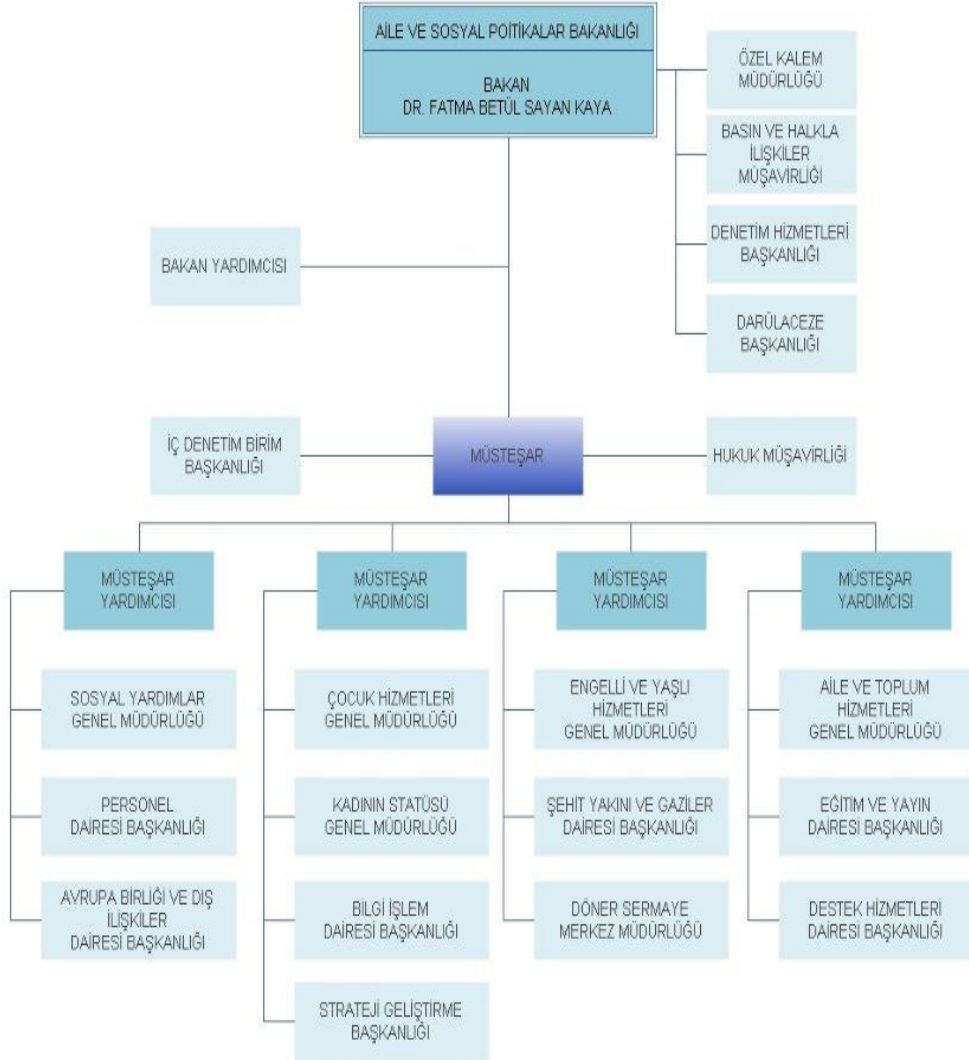 AİLE VE SOSYAL POİTİKALAR BAKANLIĞI
BAKAN
DR. FATMA BETÜL SAYAN KAYA
ÖZEL KALEM
MÜDÜRLÜĞÜ
BASIN VE HALKLA
İLİŞKİLER
MÜŞAVİRLİĞİ
DENETİM HİZMETLERİ
BAŞKANLIĞI
DARÜLACEZE
BAŞKANLIĞI
BAKAN YARDIMCISI
İÇ DENETİM BİRİM
BAŞKANLIĞI
MÜSTEŞAR
HUKUK MÜŞAVİRLİĞİ
MÜSTEŞAR
YARDIMCISI
SOSYAL YARDIMLAR
GENEL MÜDÜRLÜĞÜ
PERSONEL
DAİRESİ BAŞKANLIĞI
AVRUPA BİRLİĞİ VE DIŞ
İLİŞKİLER
DAİRESİ BAŞKANLIĞI
MÜSTEŞAR
YARDIMCISI
ÇOCUK HİZMETLERİ
GENEL MÜDÜRLÜĞÜ
KADININ STATÜSÜ
GENEL MÜDÜRLÜĞÜ
BİLGİ İŞLEM
DAİRESİ BAŞKANLIĞI
STRATEJİ GELİŞTİRME
BAŞKANLIĞI
MÜSTEŞAR
YARDIMCISI
ENGELLİ VE YAŞLI
HİZMETLERİ
GENEL MÜDÜRLÜĞÜ
ŞEHİT YAKINI VE GAZİLER
DAİRESİ BAŞKANLIĞI
DÖNER SERMAYE
MERKEZ MÜDÜRLÜĞÜ
MÜSTEŞAR
YARDIMCISI
AİLE VE TOPLUM
HİZMETLERİ
GENEL MÜDÜRLÜĞÜ
EĞİTİM VE YAYIN
DAİRESİ BAŞKANLIĞI
DESTEK HİZMETLERİ
DAİRESİ BAŞKANLIĞI